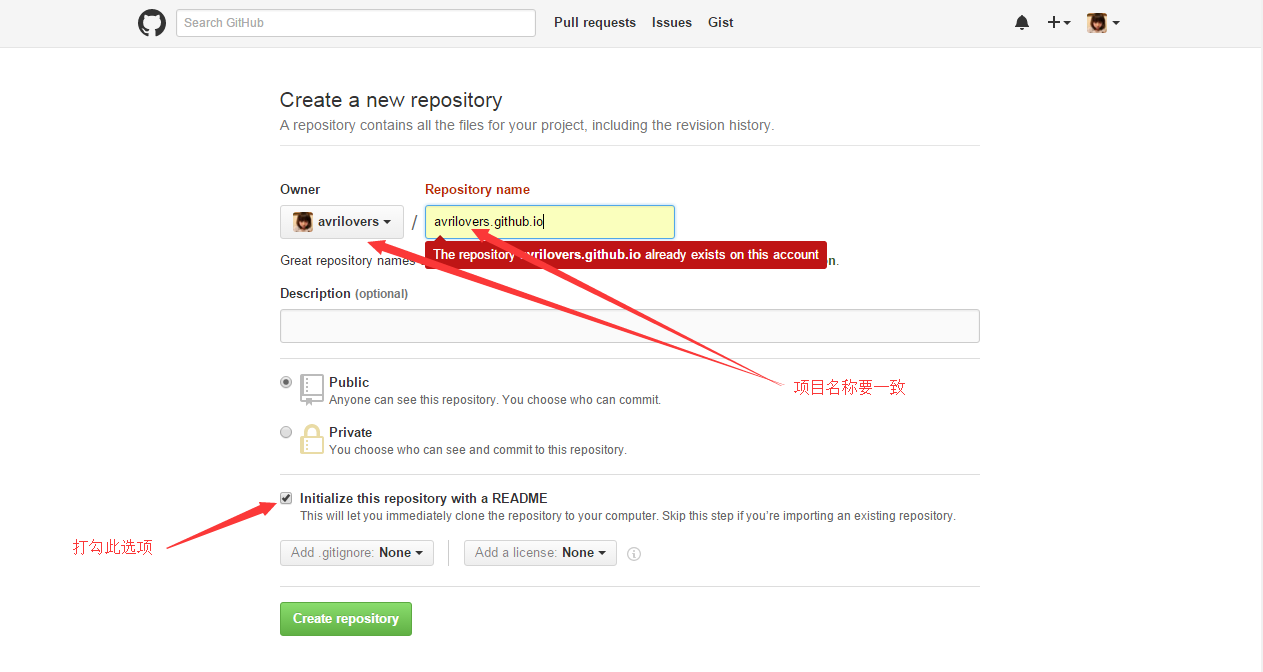 Search GitHub Pull requests Issues Gist
Create a new repository
A repository contains all the files for your project, including the revision history.
Owner Repository name
avrilovers / avrilovers.github.io
The repository avrilovers.github.io already exists on this account
Great repository names n.
Description (optional)
项目名称要一致
Public
Anyone can see this repository. You choose who can commit.
Private
You choose who can see and commit to this repository.
Initialize this repository with a README
This will let you immediately clone the repository to your computer. Skip this step if you’re importing an existing repository.
打勾此选项
Add .gitignore: None Add a license: None
Create repository